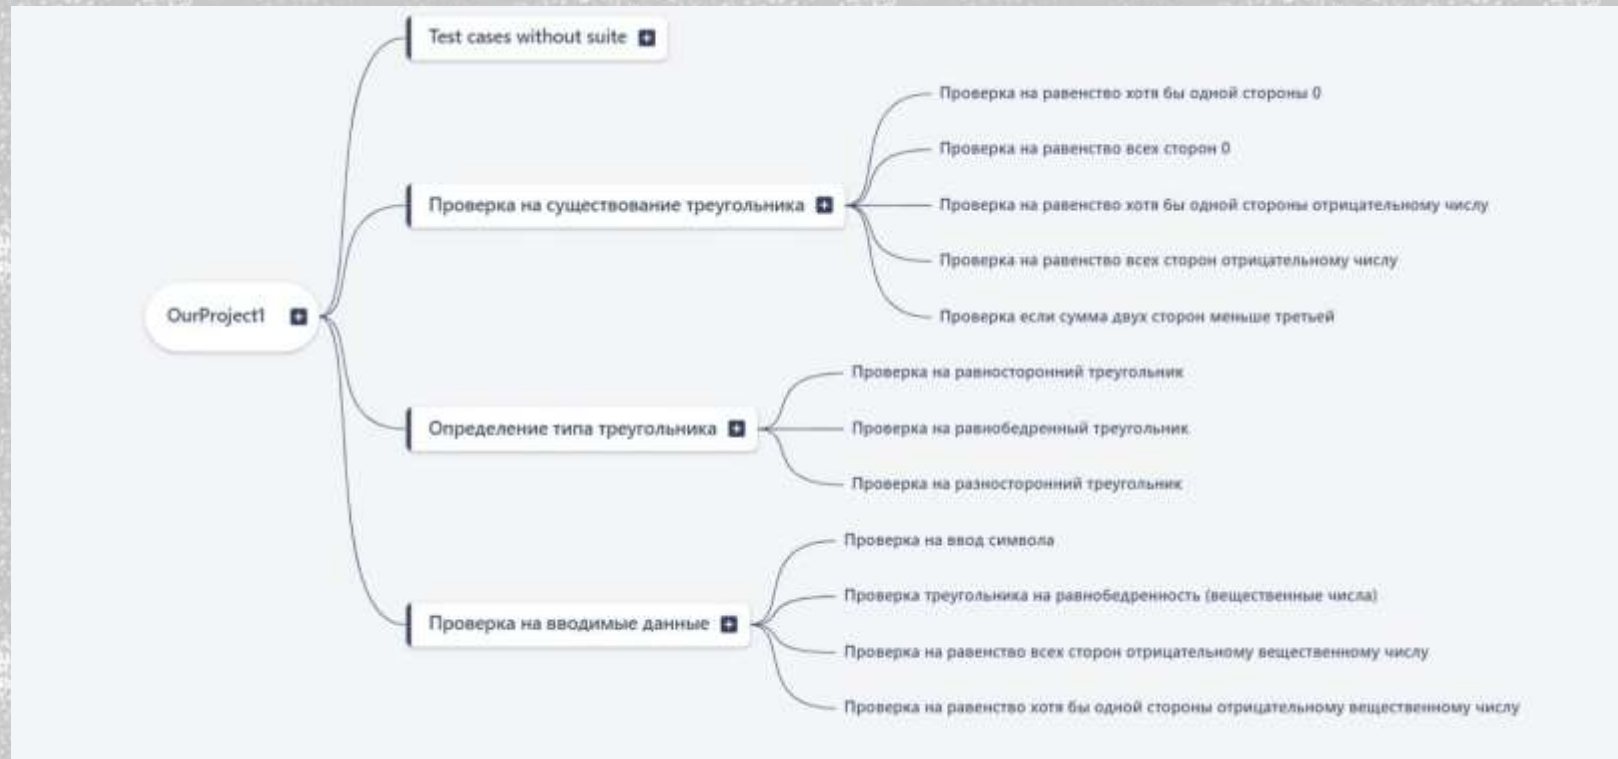 Test cases without suite
Проверка на равенство хотя бы одной стороны 0
Проверка на равенство всех сторон 0
Проверка на существование треугольника
Проверка на равенство хотя бы одной стороны отрицательному числу
Проверка на равенство всех сторон отрицательному числу
OurProject1
Проверка если сумма двух сторон меньше третьей
Проверка на равносторонний треугольник
Определение типа треугольника
Проверка на равнобедренный треугольник
Проверка на разносторонний треугольник
Проверка на ввод символа
Проверка треугольника на равнобедренность (вещественные числа)
Проверка на вводимые данные
Проверка на равенство всех сторон отрицательному вещественному числу
Проверка на равенство хотя бы одной стороны отрицательному вещественному числу